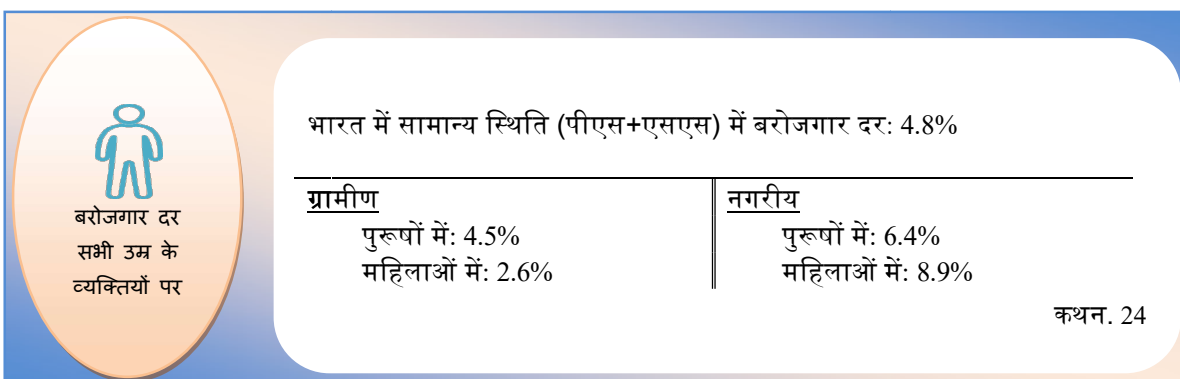 बरोजगार दर
सभी उम्र के
व्यक्तियों पर
भारत में सामान्य स्थिति (पीएस+एसएस) में बरोजगार दर: 4.8%
ग्रामीण
पुरूषों में: 4.5%
महिलाओं में: 2.6%
नगरीय
पुरूषों में: 6.4%
महिलाओं में: 8.9%
कथन. 24